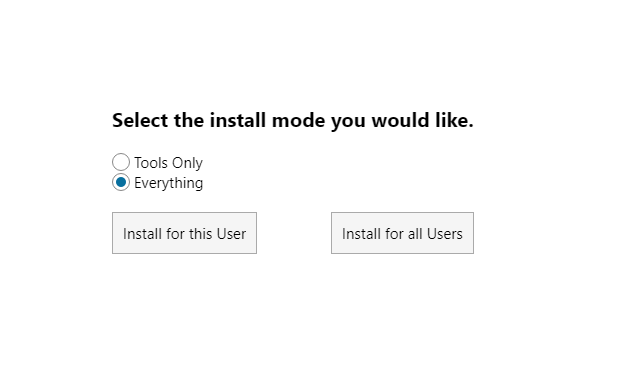 Select the install mode you would like.
Tools Only
Everything
Install for this User
Install for all Users